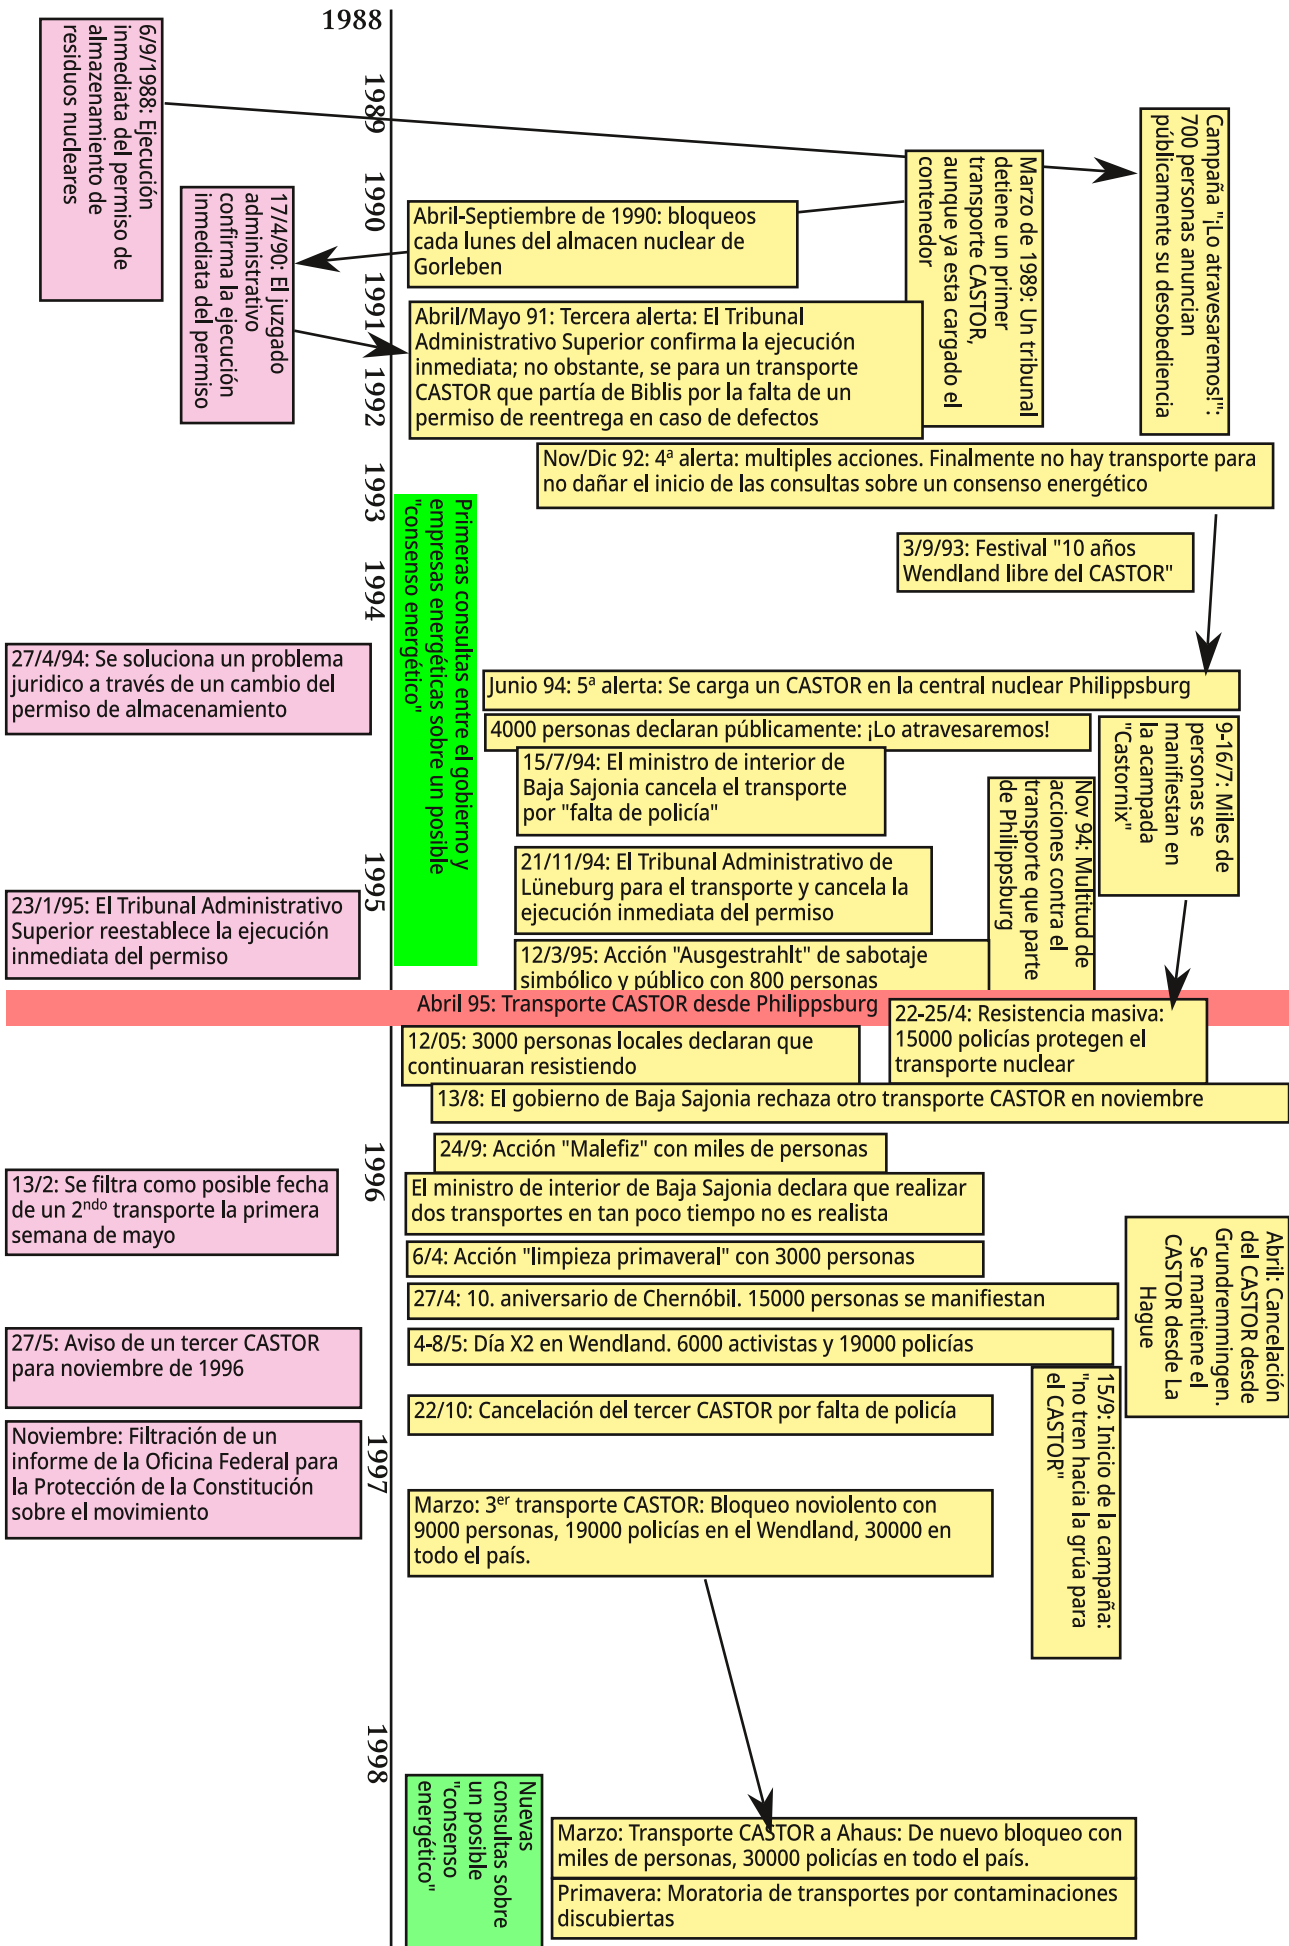 1988
6/9/1988: Ejecución
inmediata del permiso de
almazenamiento de
residuos nucleares
1989
Campaña "¡Lo atravesaremos!":
700 personas anuncian
públicamente su desobediencia
Marzo de 1989: Un tribunal
detiene un primer
transporte CASTOR,
aunque ya esta cargado el
contenedor
1990
17/4/90: El juzgado
administrativo
confirma la ejecución
inmediata del permiso
Abril-Septiembre de 1990: bloqueos
cada lunes del almacen nuclear de
Gorleben
1991
Abril/Mayo 91: Tercera alerta: El Tribunal
Administrativo Superior confirma la ejecución
inmediata; no obstante, se para un transporte
CASTOR que partía de Biblis por la falta de un
permiso de reentrega en caso de defectos
1992
Nov/Dic 92: 4ª alerta: multiples acciones. Finalmente no hay transporte para
no dañar el inicio de las consultas sobre un consenso energético
1993
Primeras consultas entre el gobierno y
empresas energéticas sobre un posible
"consenso energético"
3/9/93: Festival "10 años
Wendland libre del CASTOR"
1994
27/4/94: Se soluciona un problema
juridico a través de un cambio del
permiso de almacenamiento
Junio 94: 5ª alerta: Se carga un CASTOR en la central nuclear Philippsburg
4000 personas declaran públicamente: ¡Lo atravesaremos!
9-16/7: Miles de
personas se
manifiestan en
la acampada
"Castornix"
15/7/94: El ministro de interior de
Baja Sajonia cancela el transporte
por "falta de policía"
Nov 94: Multitud de
acciones contra el
transporte que parte
de Philippsburg
21/11/94: El Tribunal Administrativo de
Lüneburg para el transporte y cancela la
ejecución inmediata del permiso
1995
23/1/95: El Tribunal Administrativo
Superior reestablece la ejecución
inmediata del permiso
12/3/95: Acción "Ausgestrahlt" de sabotaje
simbólico y público con 800 personas
Abril 95: Transporte CASTOR desde Philippsburg
22-25/4: Resistencia masiva:
15000 policías protegen el
transporte nuclear
12/05: 3000 personas locales declaran que
continuaran resistiendo
13/8: El gobierno de Baja Sajonia rechaza otro transporte CASTOR en noviembre
24/9: Acción "Malefiz" con miles de personas
1996
13/2: Se filtra como posible fecha
de un 2ndo transporte la primera
semana de mayo
El ministro de interior de Baja Sajonia declara que realizar
dos transportes en tan poco tiempo no es realista
Abril: Cancelación
del CASTOR desde
Grundremmingen.
Se mantiene el
CASTOR desde La
Hague
6/4: Acción "limpieza primaveral" con 3000 personas
27/4: 10. aniversario de Chernóbil. 15000 personas se manifiestan
27/5: Aviso de un tercer CASTOR
para noviembre de 1996
4-8/5: Día X2 en Wendland. 6000 activistas y 19000 policías
15/9: Inicio de la campaña:
"no tren hacia la grúa para
el CASTOR"
22/10: Cancelación del tercer CASTOR por falta de policía
Noviembre: Filtración de un
informe de la Oficina Federal para
la Protección de la Constitución
sobre el movimiento
1997
Marzo: 3er transporte CASTOR: Bloqueo noviolento con
9000 personas, 19000 policías en el Wendland, 30000 en
todo el país.
1998
Nuevas
consultas sobre
un posible
"consenso
energético"
Marzo: Transporte CASTOR a Ahaus: De nuevo bloqueo con
miles de personas, 30000 policías en todo el país.
Primavera: Moratoria de transportes por contaminaciones
discubiertas